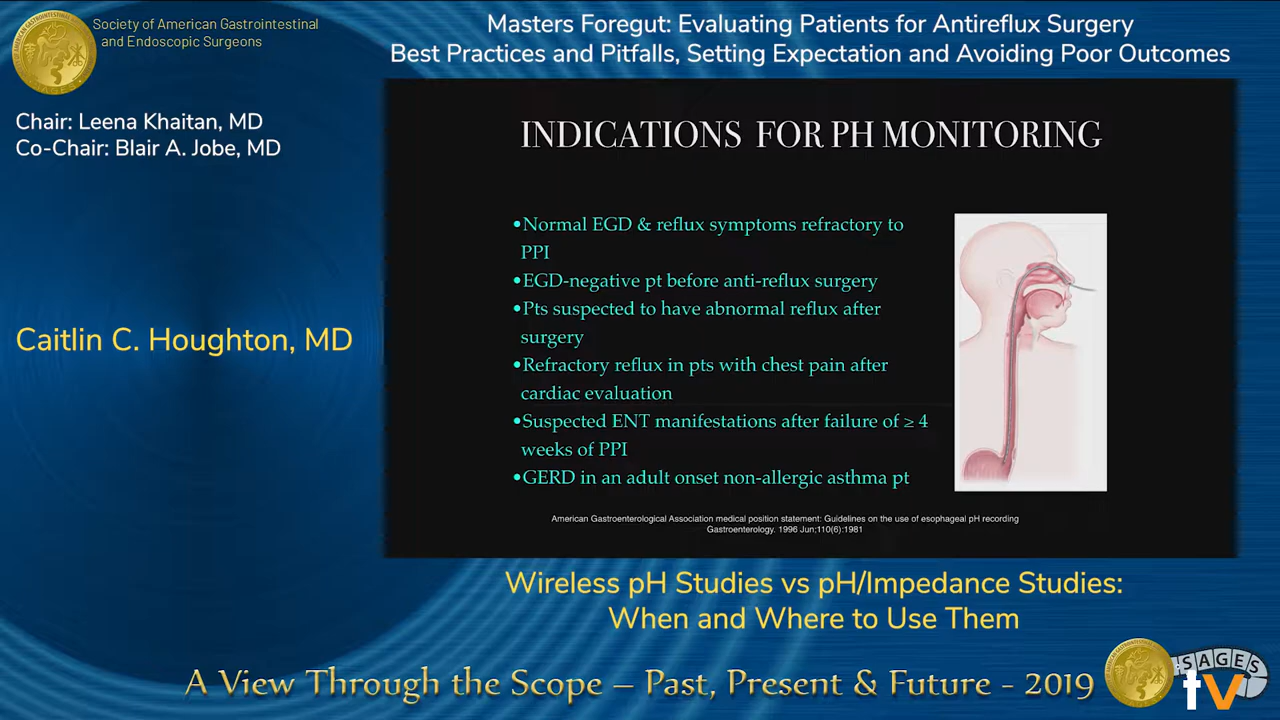 Society of American Gastrointestinal
and Endoscopic Surgeons
Masters Foregut: Evaluating Patients for Antireflux Surgery
Best Practices and Pitfalls, Setting Expectation and Avoiding Poor Outcomes
Chair: Leena Khaitan, MD
Co-Chair: Blair A. Jobe, MD
Caitlin C. Houghton, MD
INDICATIONS FOR PH MONITORING
•Normal EGD & reflux symptoms refractory to
PPI
•EGD-negative pt before anti-reflux surgery
•Pts suspected to have abnormal reflux after
surgery
•Refractory reflux in pts with chest pain after
cardiac evaluation
•Suspected ENT manifestations after failure of ≥ 4
weeks of PPI
•GERD in an adult onset non-allergic asthma pt
American Gastroenterological Association medical position statement: Guidelines on the use of esophageal pH recording
Gastroenterology. 1996 Jun;110(6):1981
Wireless pH Studies vs pH/Impedance Studies:
When and Where to Use Them
A View Through the Scope – Past, Present & Future - 2019
SAGES
tv